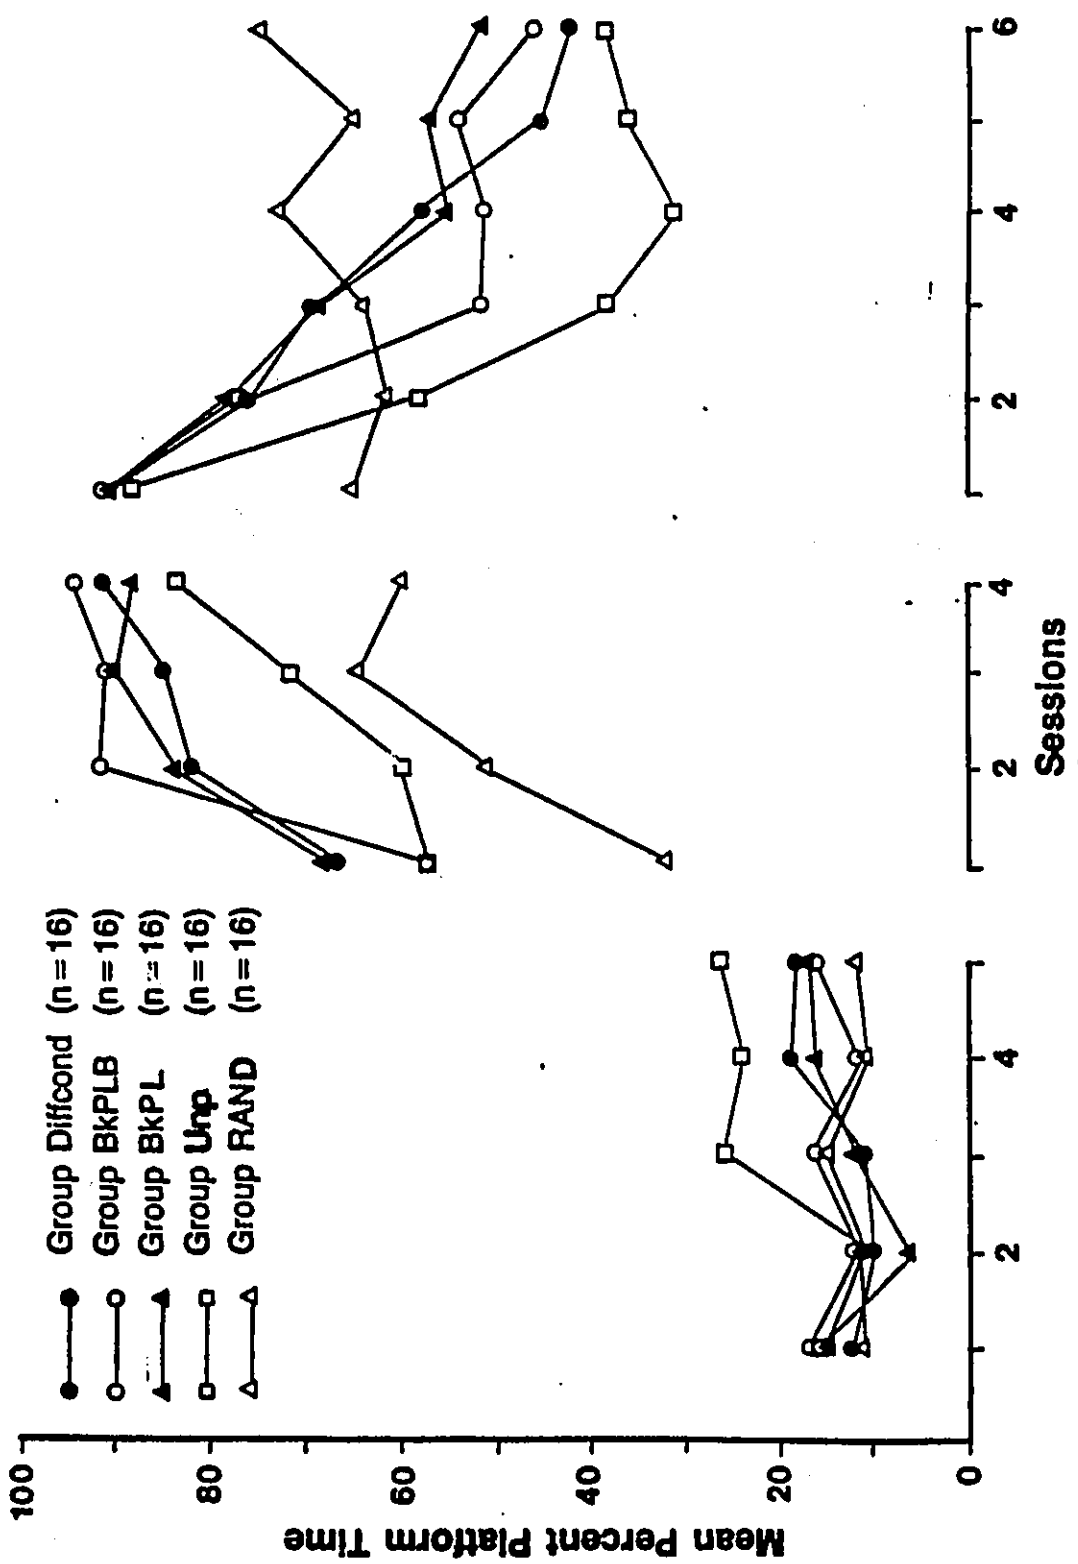 Group Diffcond (n=16)
Group BkPLB (n=16)
Group BkPL (n=16)
Group Unp (n=16)
Group RAND (n=16)
Mean Percent Platform Time
100
80
60
40
20
0
2
4
2
4
2
4
6
Sessions